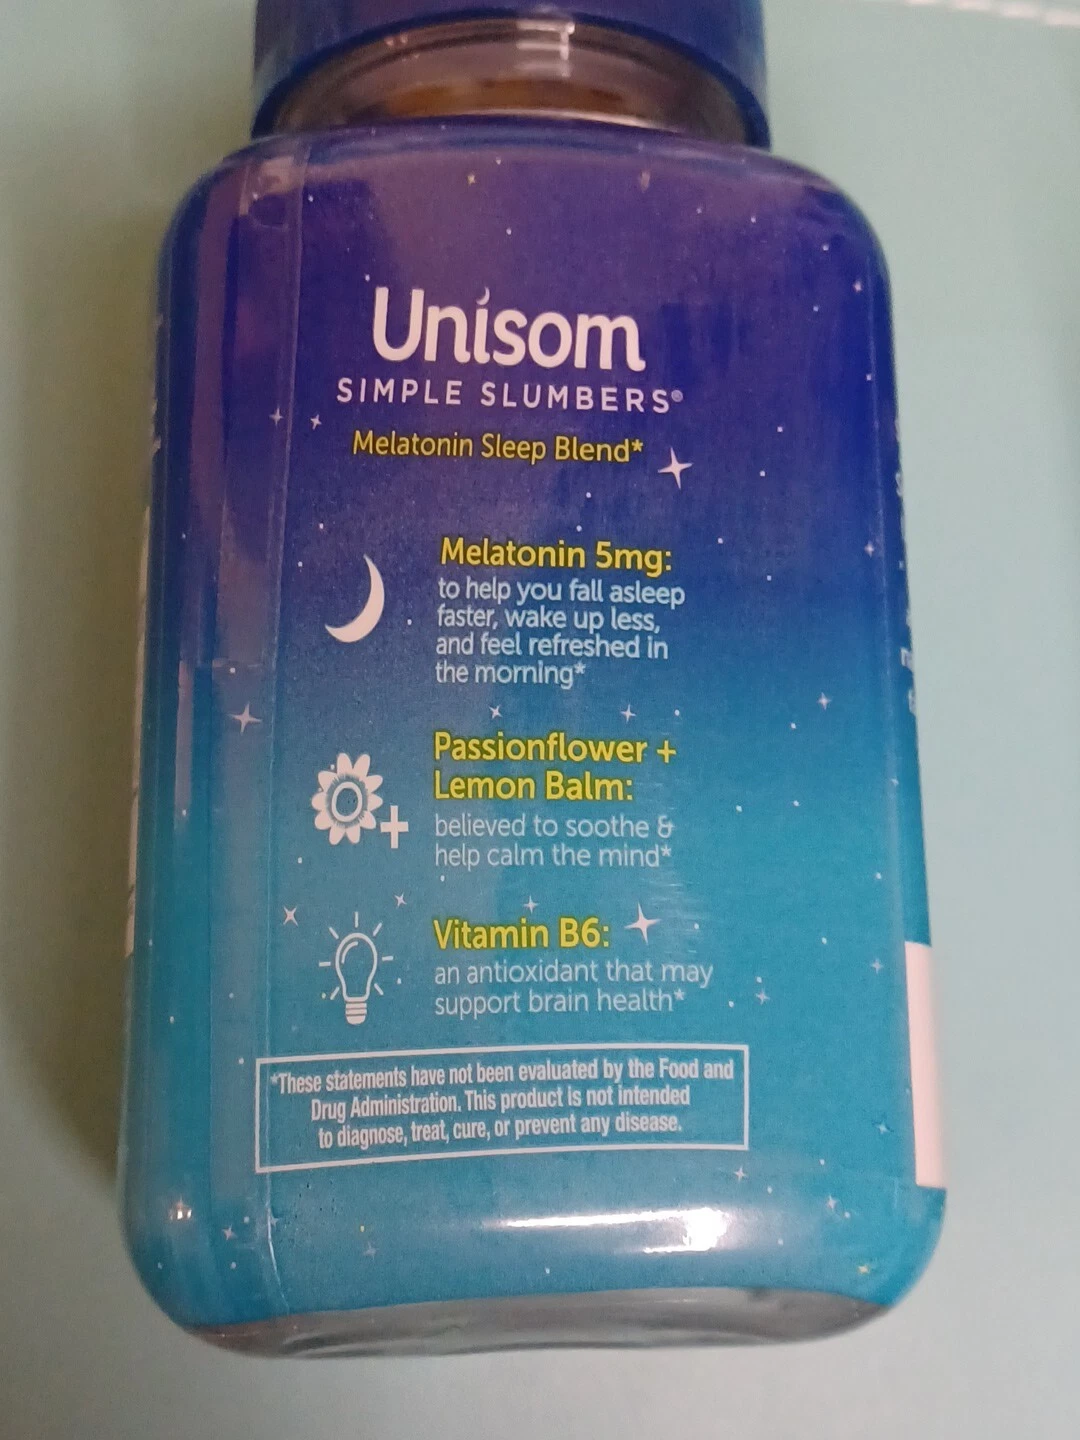 Unisom
SIMPLE SLUMBERS®
Melatonin Sleep Blend*
Melatonin 5mg:
to help you fall asleep
faster, wake up less,
and feel refreshed in
the morning*
Passionflower +
Lemon Balm:
believed to soothe &
help calm the mind*
Vitamin B6:
an antioxidant that may
support brain health*
*These statements have not been evaluated by the Food and
Drug Administration. This product is not intended
to diagnose, treat, cure, or prevent any disease.